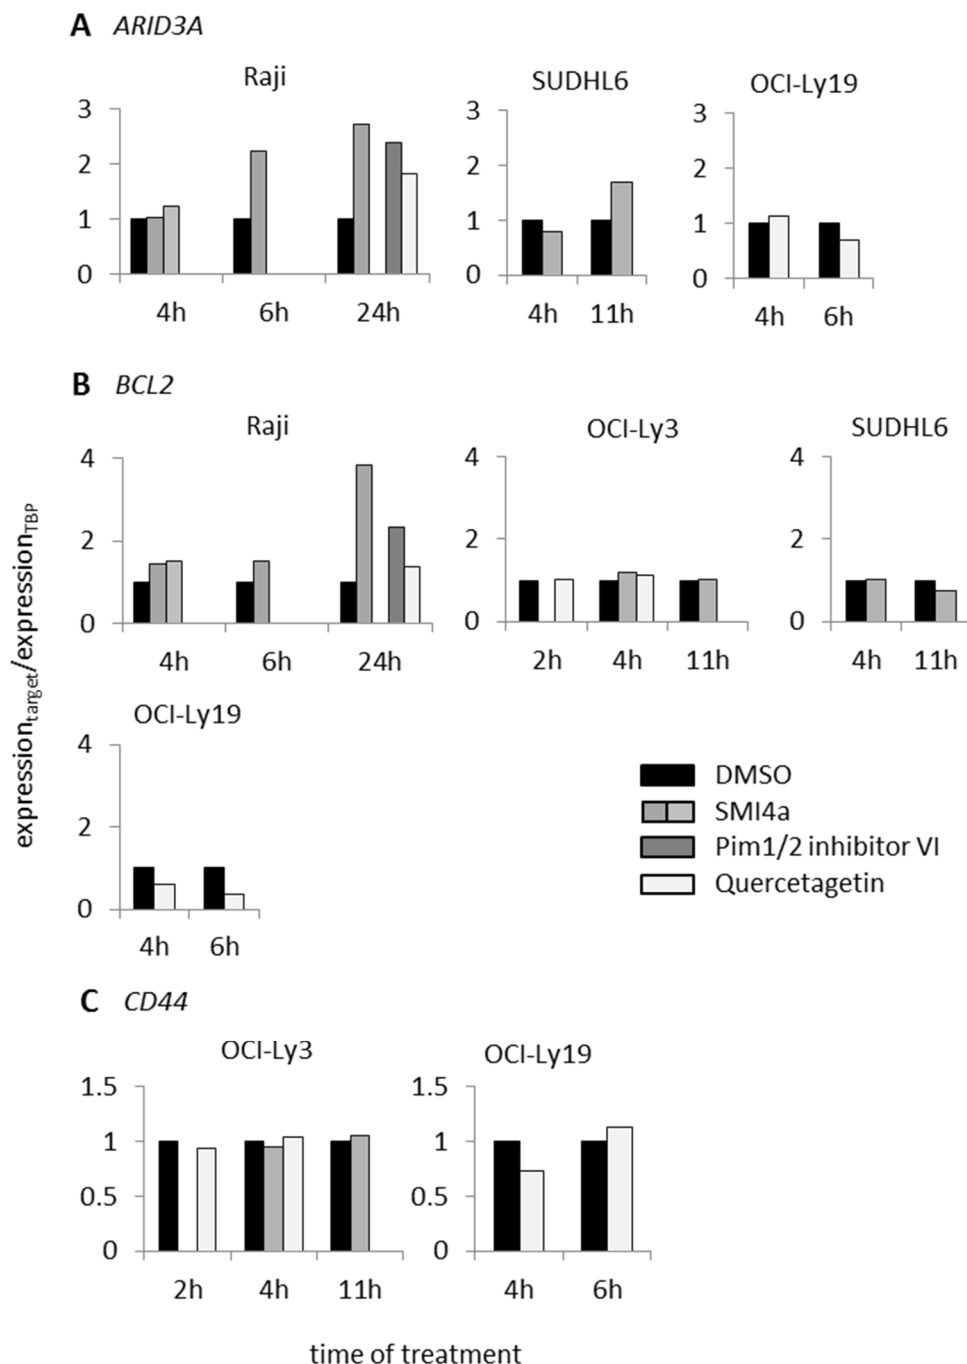 A ARID3A
Raji
SUDHL6
OCI-Ly19
3
2
1
0
4h 6h 24h
3
2
1
0
4h 11h
3
2
1
0
4h 6h
B BCL2
Raji
OCI-Ly3
SUDHL6
4
2
0
4h 6h 24h
4
2
0
2h 4h 11h
4
2
0
4h 11h
expressiontarget/expressionTBP
OCI-Ly19
4
2
0
4h 6h
DMSO
SMI4a
Pim1/2 inhibitor VI
Quercetagetin
C CD44
OCI-Ly3
OCI-Ly19
1.5
1
0.5
0
2h 4h 11h
1.5
1
0.5
0
4h 6h
time of treatment